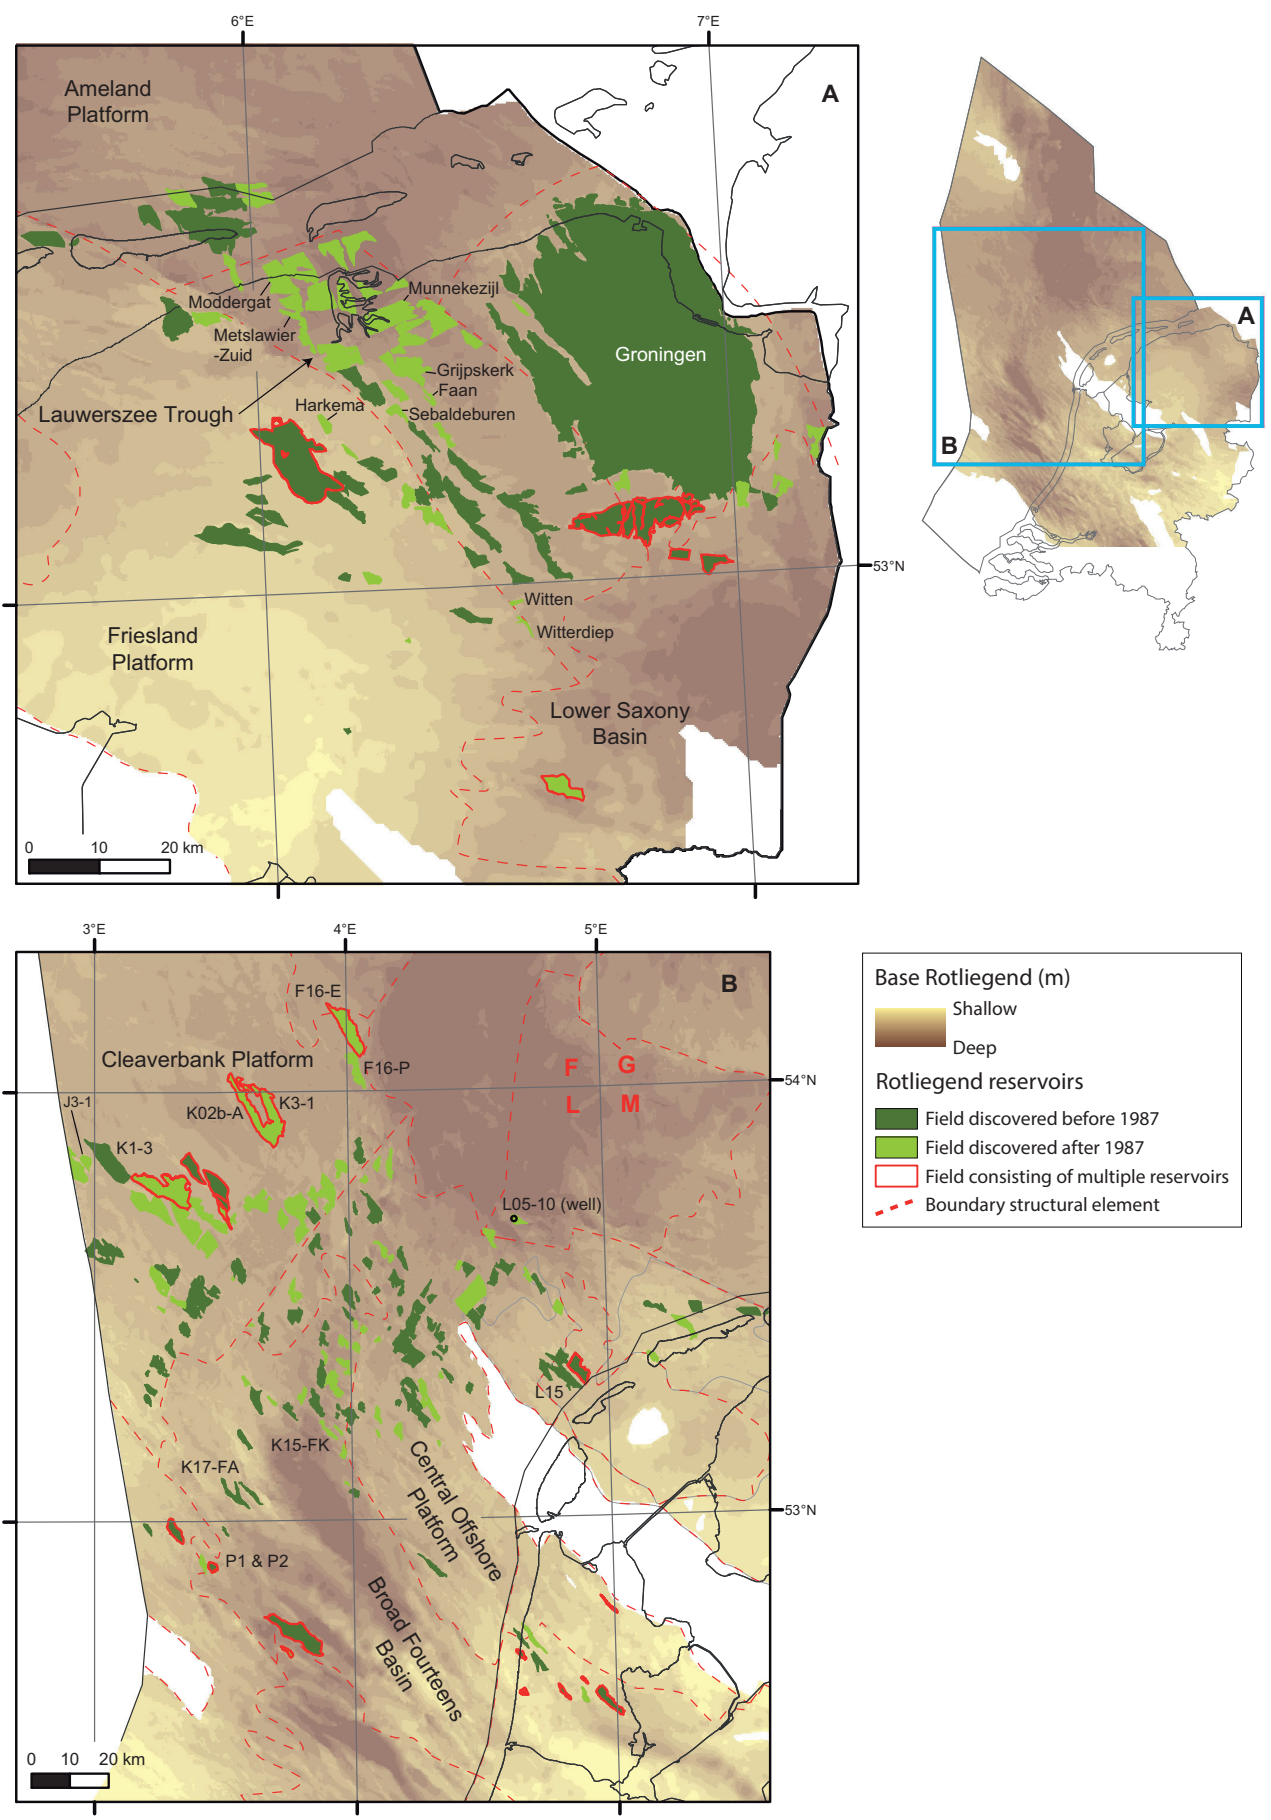 6°E
7°E
A
Ameland
Platform
Moddergat
Munnekezijl
Metslawier
-Zuid
Groningen
Grijpskerk
Faan
Lauwerszee Trough
Harkema
Sebaldeburen
53°N
Witten
Witterdiep
Friesland
Platform
Lower Saxony
Basin
0
10
20 km
A
B
3°E
4°E
5°E
B
F16-E
Cleaverbank Platform
F16-P
F
G
54°N
J3-1
K02b-A
K3-1
L
M
K1-3
L05-10 (well)
L15
K15-FK
K17-FA
Central Offshore
Platform
53°N
P1 & P2
Broad Fourteens
Basin
0
10
20 km
Base Rotliegend (m)
Shallow
Deep
Rotliegend reservoirs
Field discovered before 1987
Field discovered after 1987
Field consisting of multiple reservoirs
Boundary structural element